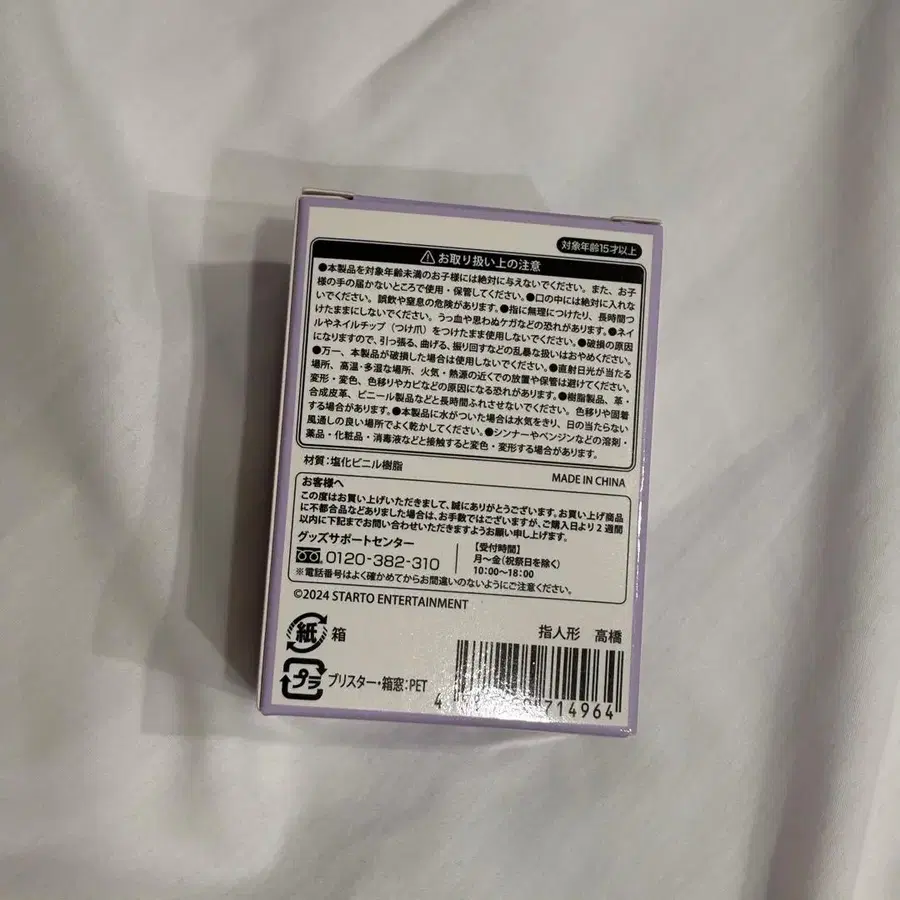 対象年齢15才以上
⚠お取り扱い上の注意
●本製品を対象年齢未満のお子様には絶対に与えないでください。また、お子
様の手の届かないところで使用・保管してください。●口の中には絶対に入れな
いでください。誤飲や窒息の危険があります。●指に無理につけたり、長時間つ
けたままにしないでください。うっ血や思わぬケガなどの恐れがあります。●ネイ
ルやネイルチップ（つけ爪）をつけたまま使用しないでください。●破損の原因
になりますので、引っ張る、曲げる、振り回すなどの乱暴な扱いはおやめください。
●万一、本製品が破損した場合は使用しないでください。●直射日光が当たる
場所、高温・多湿な場所、火気・熱源の近くでの放置や保管は避けてください。
変形・変色、色移りやカビなどの原因になる恐れがあります。●樹脂製品、革・
合成皮革、ビニール製品などと長時間ふれさせないでください。色移りや固着
する場合があります。●本製品に水がついた場合は水気をきり、日の当たらない
風通しの良い場所でよく乾かしてください。●シンナーやベンジンなどの溶剤・
薬品・化粧品・消毒液などと接触すると変色・変形する場合があります。
材質：塩化ビニル樹脂
MADE IN CHINA
お客様へ
この度はお買い上げいただきまして、誠にありがとうございます。お買い上げ商品
に不都合品などありました場合は、お手数ではございますが、ご購入日より2週間
以内に下記までお問い合わせいただきますようお願い申し上げます。
グッズサポートセンター
0120-382-310
【受付時間】
月〜金(祝祭日を除く)
10:00〜18:00
※電話番号はよく確かめてからお間違いのないようにご注意ください。
©2024 STARTO ENTERTAINMENT
紙 箱
指人形 高橋
プラ ブリスター・箱窓：PET
4 714964